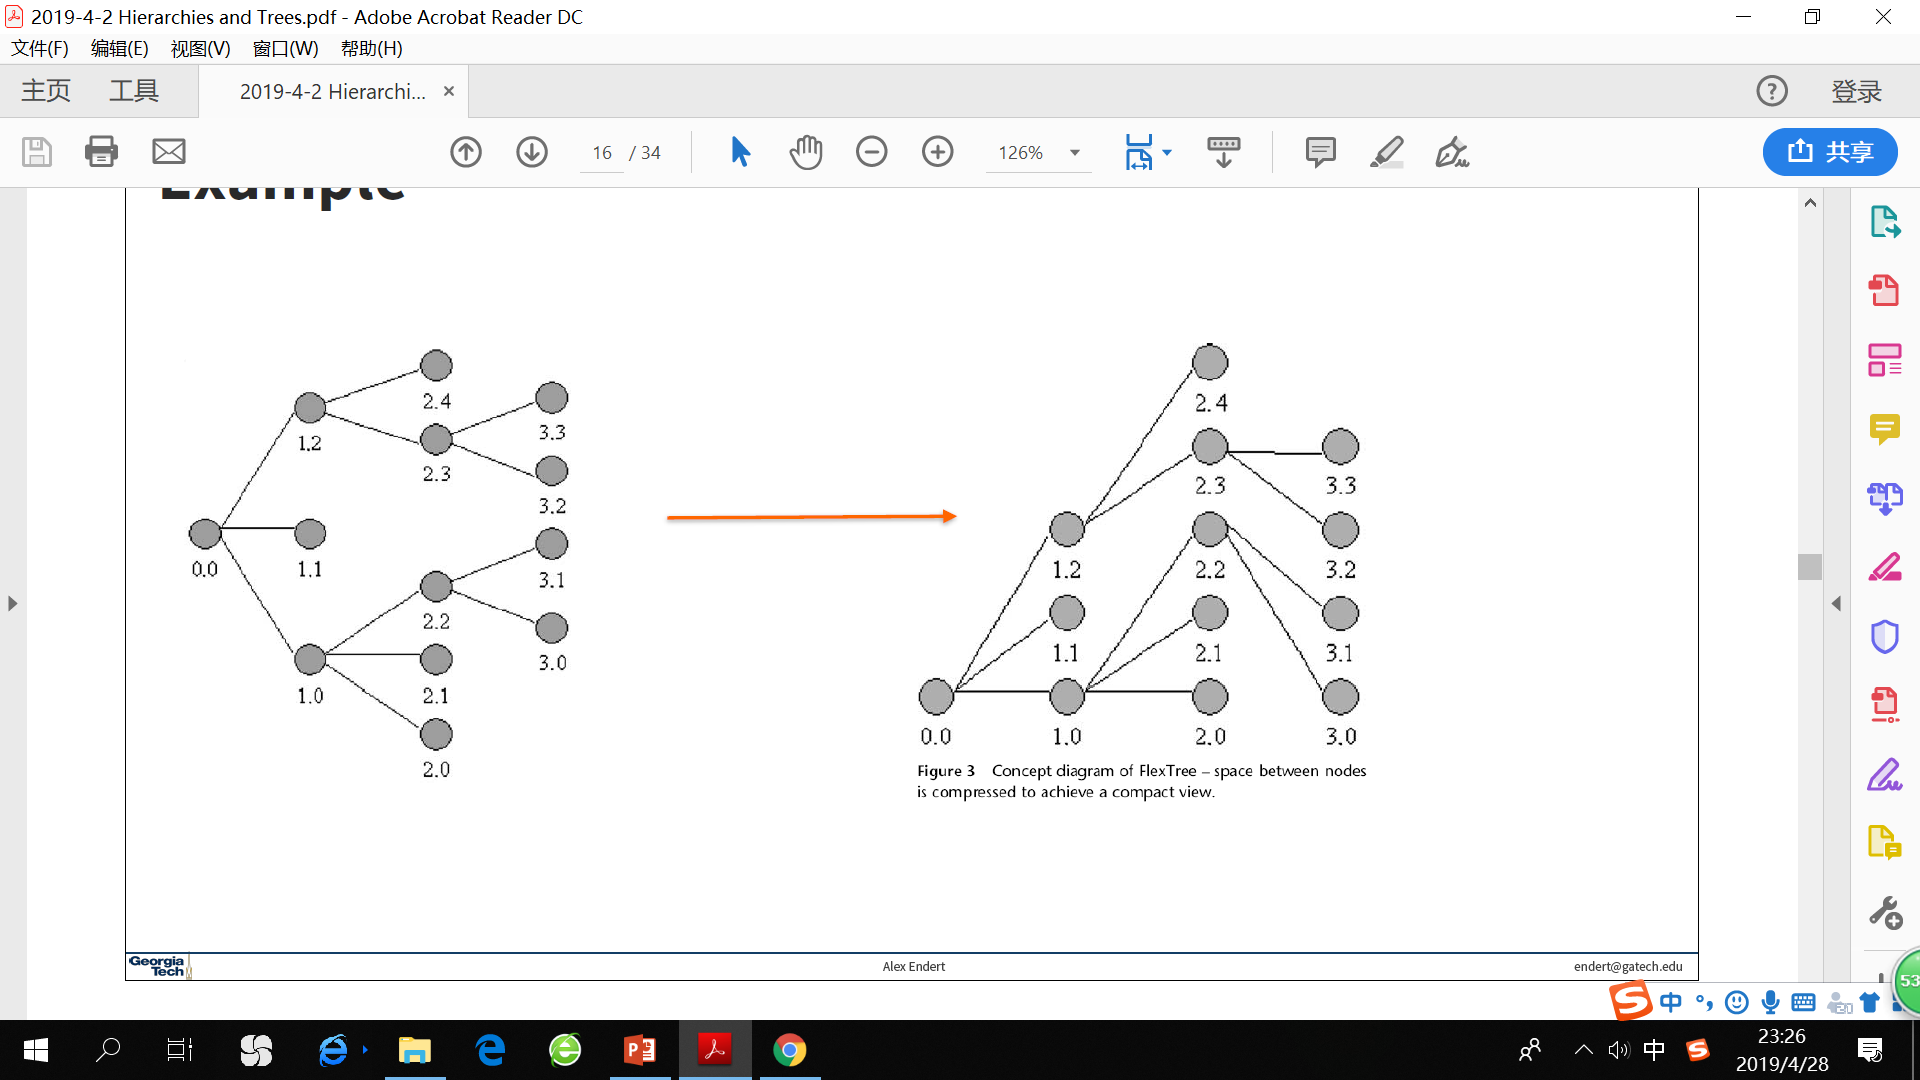 2019-4-2 Hierarchies and Trees.pdf - Adobe Acrobat Reader DC
文件(F) 编辑(E) 视图(V) 窗口(W) 帮助(H)
主页 工具 2019-4-2 Hierarchi... × ? 登录
16 / 34 126% 共享
Example
2.4
3.3
1.2
2.3
3.2
0.0
1.1
3.1
2.2
3.0
1.0
2.1
2.0
2.4
2.3
3.3
1.2
2.2
3.2
1.1
2.1
3.1
0.0
1.0
2.0
3.0
Figure 3 Concept diagram of FlexTree – space between nodes
is compressed to achieve a compact view.
Georgia
Tech
Alex Endert
endert@gatech.edu
53
中
中
23:26
2019/4/28